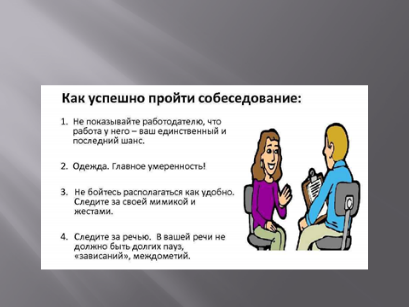 Как успешно пройти собеседование:
1. Не показывайте работодателю, что
работа у него – ваш единственный и
последний шанс.
2. Одежда. Главное умеренность!
3. Не бойтесь располагаться как удобно.
Следите за своей мимикой и
жестами.
4. Следите за речью. В вашей речи не
должно быть долгих пауз,
«зависаний», междометий.